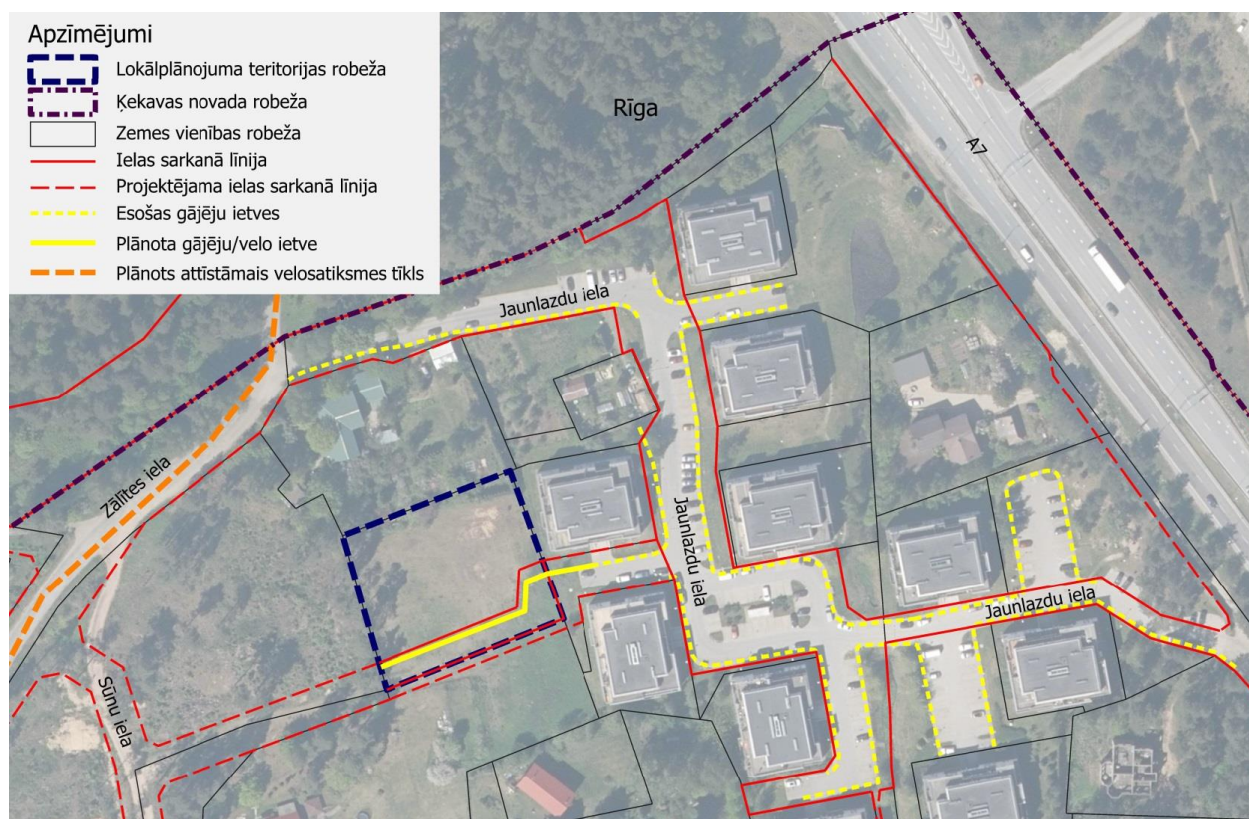 Apzīmējumi
Lokālplānojuma teritorijas robeža
Ķekavas novada robeža
Zemes vienības robeža
Ielas sarkanā līnija
Projektējama ielas sarkanā līnija
Esošas gājēju ietves
Plānota gājēju/velo ietve
Plānots attīstāmais velosatiksmes tīkls
Rīga
A7
Jaunlazdu iela
Zālītes iela
Jaunlazdu iela
Jaunlazdu iela
Sūnu iela